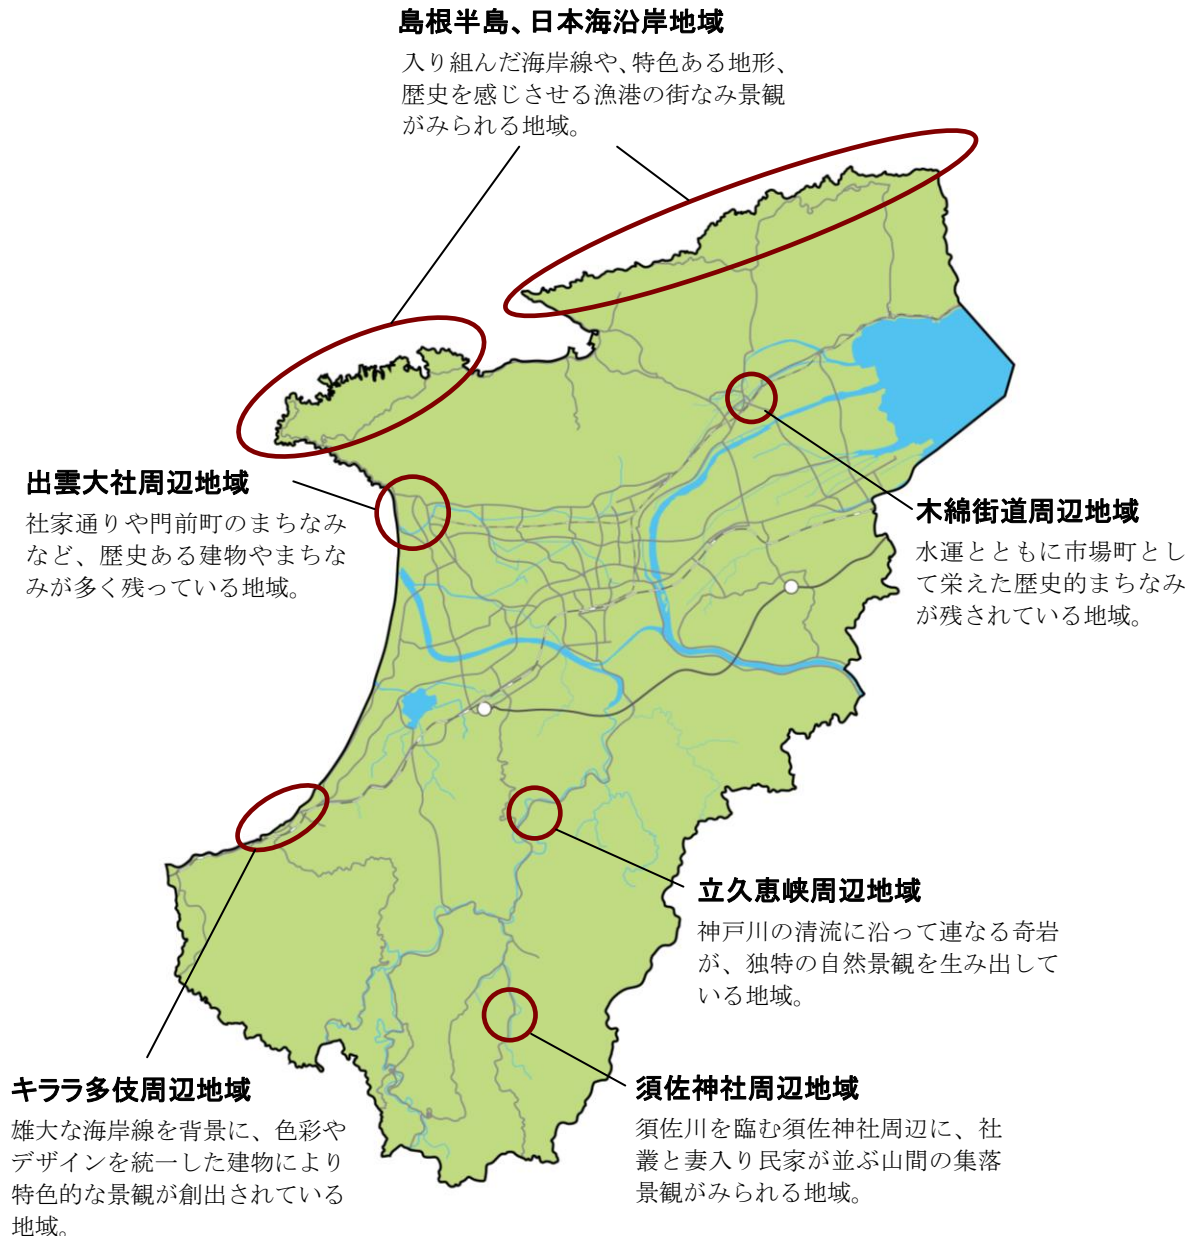 島根半島、日本海沿岸地域
入り組んだ海岸線や、特色ある地形、
歴史を感じさせる漁港の街なみ景観
がみられる地域。
出雲大社周辺地域
社家通りや門前町のまちなみ
など、歴史ある建物やまちな
みが多く残っている地域。
木綿街道周辺地域
水運とともに市場町とし
て栄えた歴史的まちなみ
が残されている地域。
立久恵峡周辺地域
神戸川の清流に沿って連なる奇岩
が、独特の自然景観を生み出して
いる地域。
キララ多伎周辺地域
雄大な海岸線を背景に、色彩や
デザインを統一した建物により
特色的な景観が創出されている
地域。
須佐神社周辺地域
須佐川を臨む須佐神社周辺に、社
叢と妻入り民家が並ぶ山間の集落
景観がみられる地域。